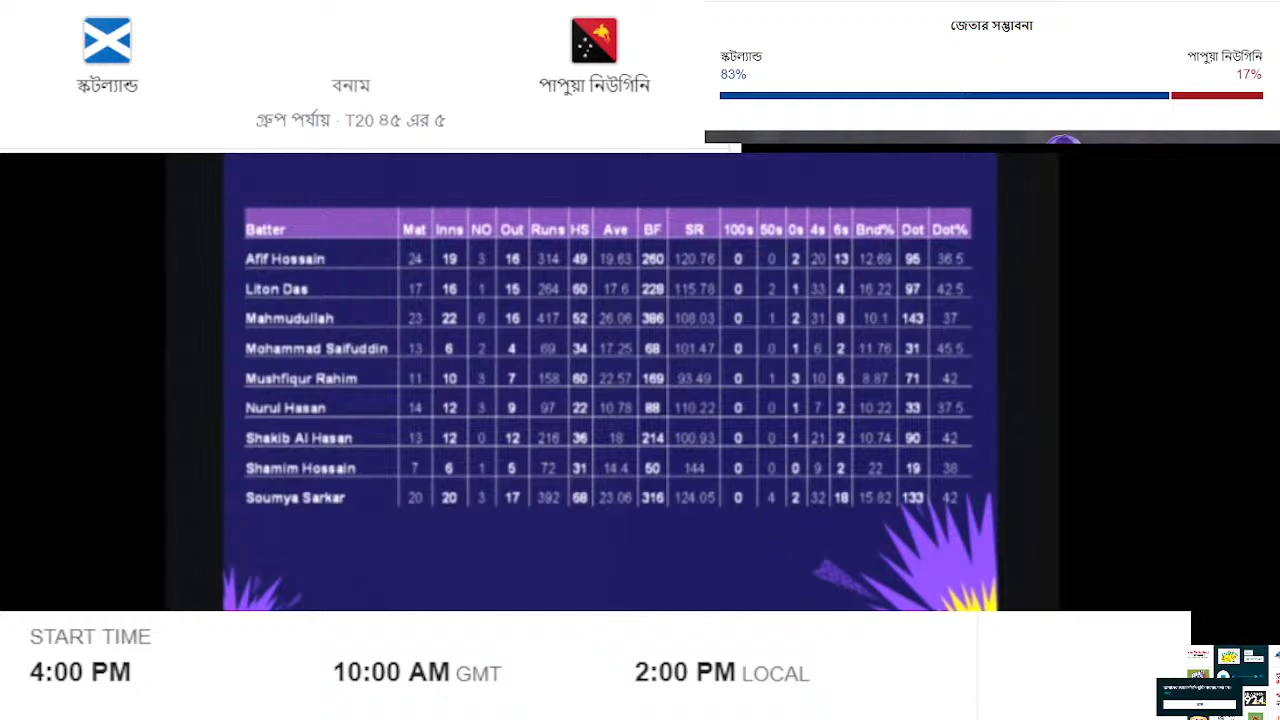 স্কটল্যান্ড
বনাম
পাপুয়া নিউগিনি
গ্রুপ পর্যায় · T20 ৪৫ এর ৫
জেতার সম্ভাবনা
স্কটল্যান্ড পাপুয়া নিউগিনি
83% 17%
Batter Mat Inns NO Out Runs HS Ave BF SR 100s 50s 0s 4s 6s Bnd% Dot Dot%
Afif Hossain 24 19 3 16 314 49 19.63 260 120.76 0 0 2 20 13 12.69 95 36.5
Liton Das 17 16 1 15 264 60 17.6 228 115.78 0 2 1 33 4 16.22 97 42.5
Mahmudullah 23 22 6 16 417 52 26.06 386 108.03 0 1 2 31 8 10.1 143 37
Mohammad Saifuddin 13 6 2 4 69 34 17.25 68 101.47 0 0 1 6 2 11.76 31 45.5
Mushfiqur Rahim 11 10 3 7 158 60 22.57 169 93.49 0 1 3 10 5 8.87 71 42
Nurul Hasan 14 12 3 9 97 22 10.78 88 110.22 0 0 1 7 2 10.22 33 37.5
Shakib Al Hasan 13 12 0 12 216 36 18 214 100.93 0 0 1 21 2 10.74 90 42
Shamim Hossain 7 6 1 5 72 31 14.4 50 144 0 0 0 9 2 22 19 38
Soumya Sarkar 20 20 3 17 392 68 23.06 316 124.05 0 4 2 32 18 15.82 133 42
START TIME
4:00 PM 10:00 AM GMT 2:00 PM LOCAL